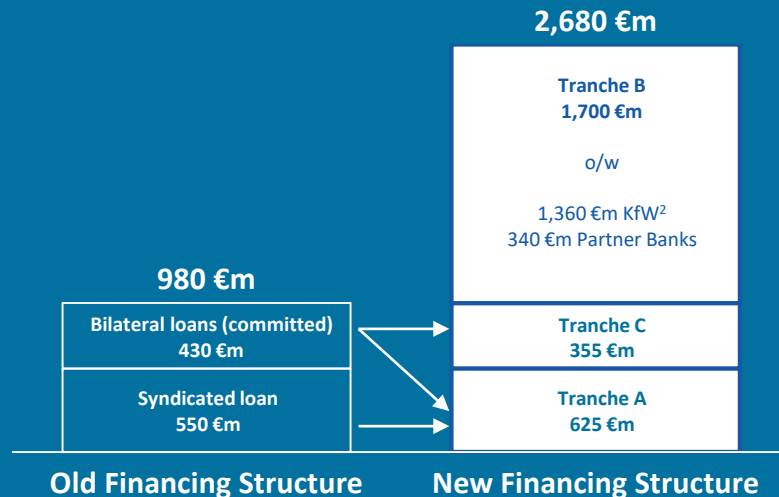 2,680 €m
Tranche B
1,700 €m
o/w
1,360 €m KfW²
340 €m Partner Banks
980 €m
Bilateral loans (committed)
430 €m
Tranche C
355 €m
Syndicated loan
550 €m
Tranche A
625 €m
Old Financing Structure
New Financing Structure